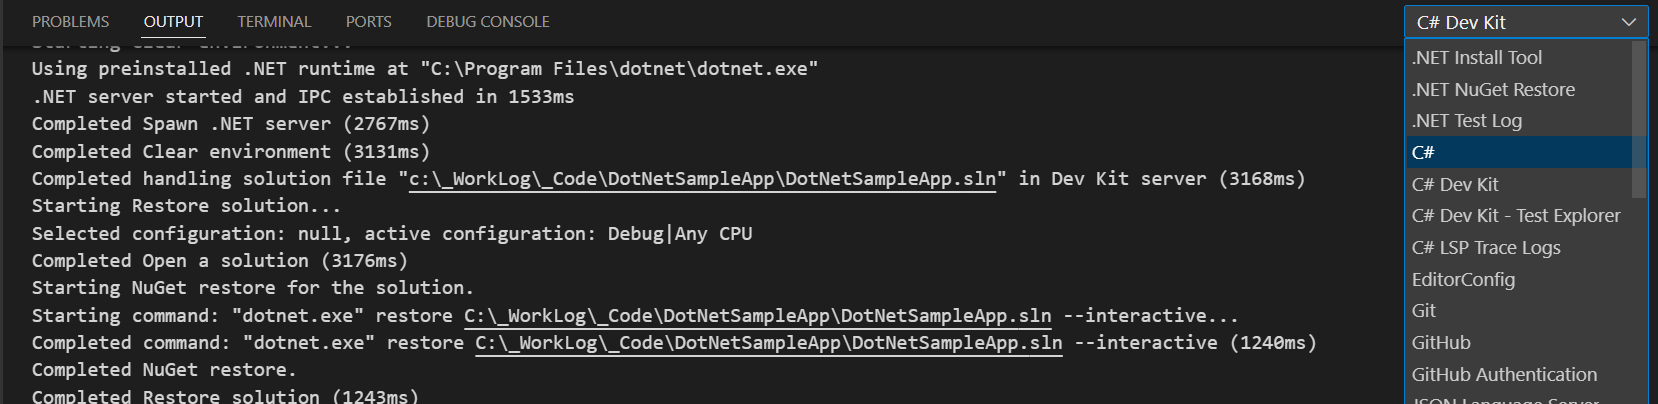 PROBLEMS OUTPUT TERMINAL PORTS DEBUG CONSOLE
C# Dev Kit
Starting Clear environment...
Using preinstalled .NET runtime at "C:\Program Files\dotnet\dotnet.exe"
.NET server started and IPC established in 1533ms
Completed Spawn .NET server (2767ms)
Completed Clear environment (3131ms)
Completed handling solution file "c:\_WorkLog\_Code\DotNetSampleApp\DotNetSampleApp.sln" in Dev Kit server (3168ms)
Starting Restore solution...
Selected configuration: null, active configuration: Debug|Any CPU
Completed Open a solution (3176ms)
Starting NuGet restore for the solution.
Starting command: "dotnet.exe" restore C:\_WorkLog\_Code\DotNetSampleApp\DotNetSampleApp.sln --interactive...
Completed command: "dotnet.exe" restore C:\_WorkLog\_Code\DotNetSampleApp\DotNetSampleApp.sln --interactive (1240ms)
Completed NuGet restore.
Completed Restore solution (1243ms)
.NET Install Tool
.NET NuGet Restore
.NET Test Log
C#
C# Dev Kit
C# Dev Kit - Test Explorer
C# LSP Trace Logs
EditorConfig
Git
GitHub
GitHub Authentication
JSON Language Server